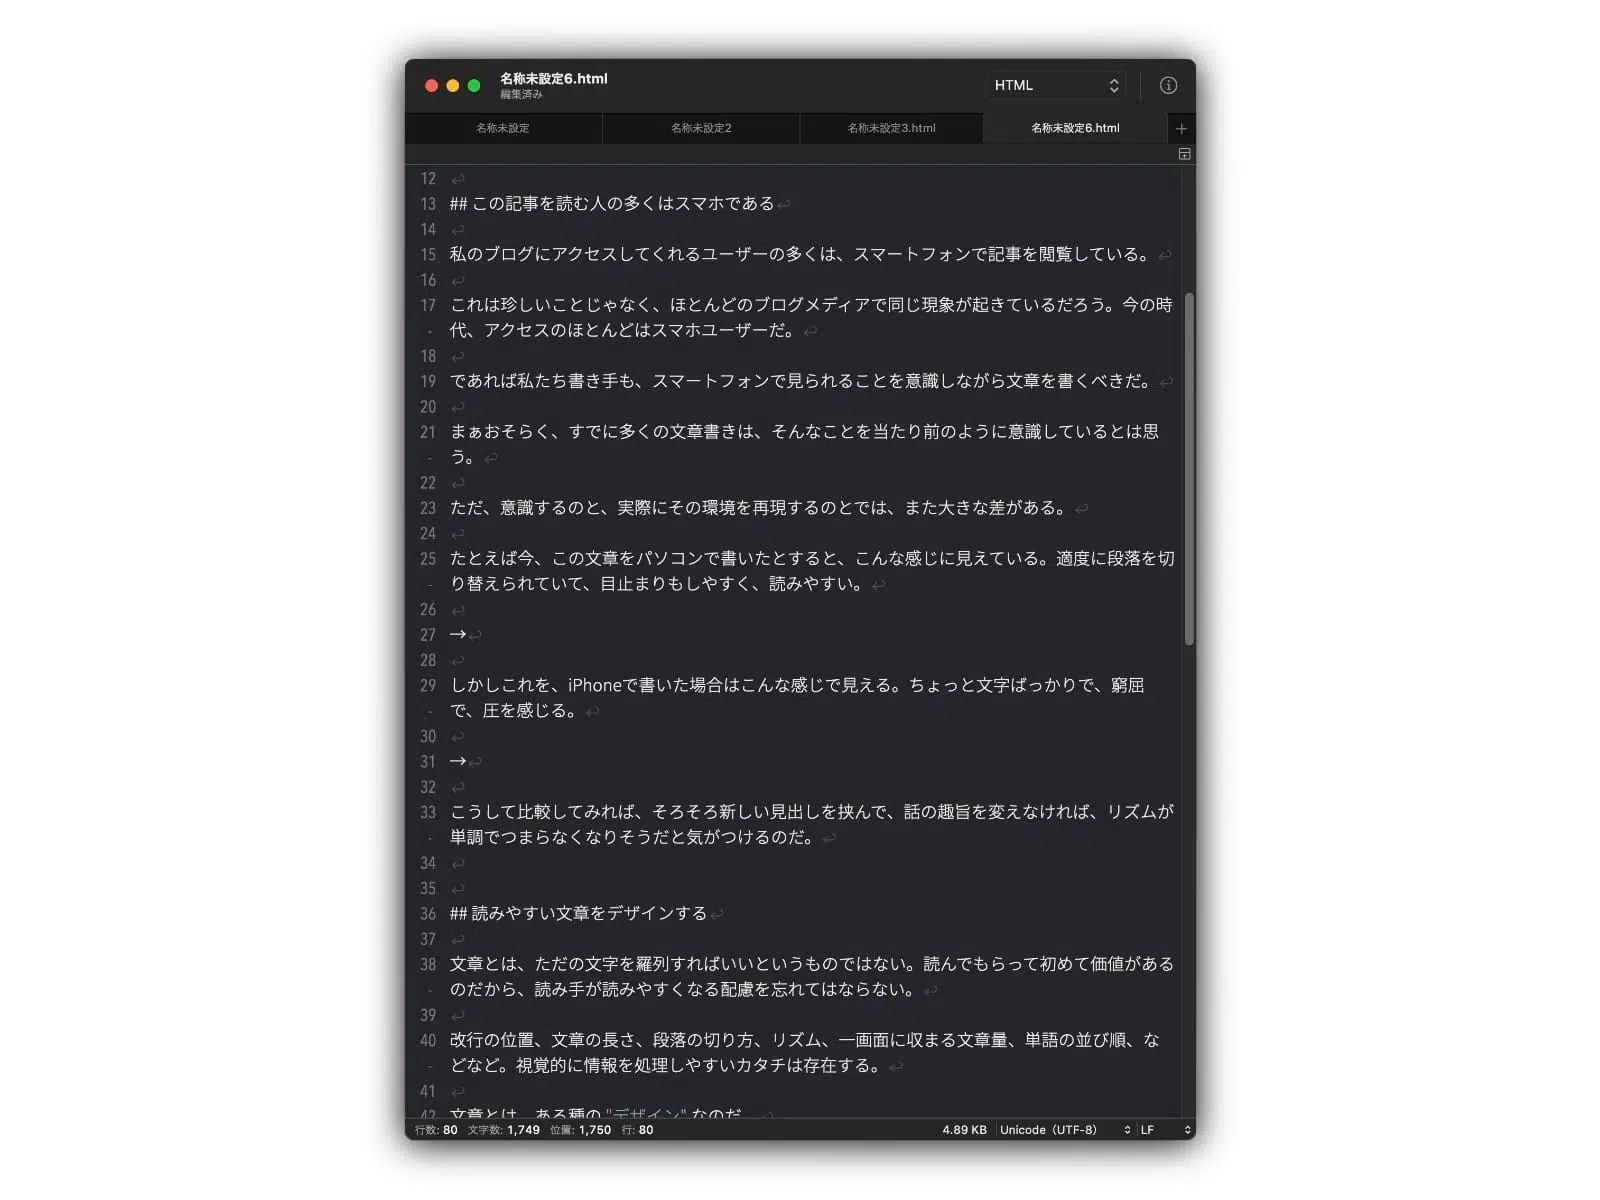 名称未設定6.html
編集済み
HTML
名称未設定
名称未設定2
名称未設定3.html
名称未設定6.html
12
13 ## この記事を読む人の多くはスマホである
14
15 私のブログにアクセスしてくれるユーザーの多くは、スマートフォンで記事を閲覧している。
16
17 これは珍しいことじゃなく、ほとんどのブログメディアで同じ現象が起きているだろう。今の時
- 代、アクセスのほとんどはスマホユーザーだ。
18
19 であれば私たち書き手も、スマートフォンで見られることを意識しながら文章を書くべきだ。
20
21 まぁおそらく、すでに多くの文章書きは、そんなことを当たり前のように意識しているとは思
- う。
22
23 ただ、意識するのと、実際にその環境を再現するのとでは、また大きな差がある。
24
25 たとえば今、この文章をパソコンで書いたとすると、こんな感じに見えている。適度に段落を切
- り替えられていて、目止まりもしやすく、読みやすい。
26
27 →
28
29 しかしこれを、iPhoneで書いた場合はこんな感じで見える。ちょっと文字ばっかりで、窮屈
- で、圧を感じる。
30
31 →
32
33 こうして比較してみれば、そろそろ新しい見出しを挟んで、話の趣旨を変えなければ、リズムが
- 単調でつまらなくなりそうだと気がつけるのだ。
34
35
36 ## 読みやすい文章をデザインする
37
38 文章とは、ただの文字を羅列すればいいというものではない。読んでもらって初めて価値がある
- のだから、読み手が読みやすくなる配慮を忘れてはならない。
39
40 改行の位置、文章の長さ、段落の切り方、リズム、一画面に収まる文章量、単語の並び順、な
- どなど。視覚的に情報を処理しやすいカタチは存在する。
41
42 文章とは、ある種の "デザイン" なのだ。
行数: 80 文字数: 1,749 位置: 1,750 行: 80
4.89 KB Unicode（UTF-8） LF